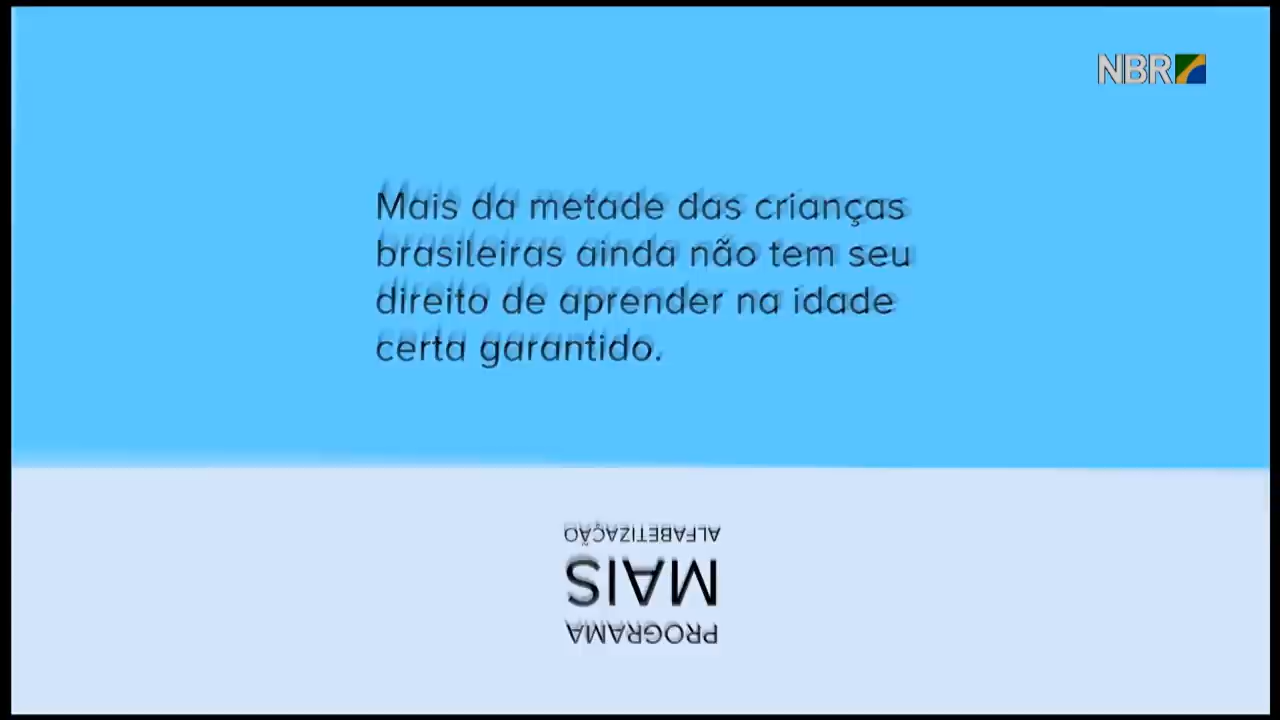 NBR
Mais da metade das crianças
brasileiras ainda não tem seu
direito de aprender na idade
certa garantido.
PROGRAMA
MAIS
ALFABETIZAÇÃO